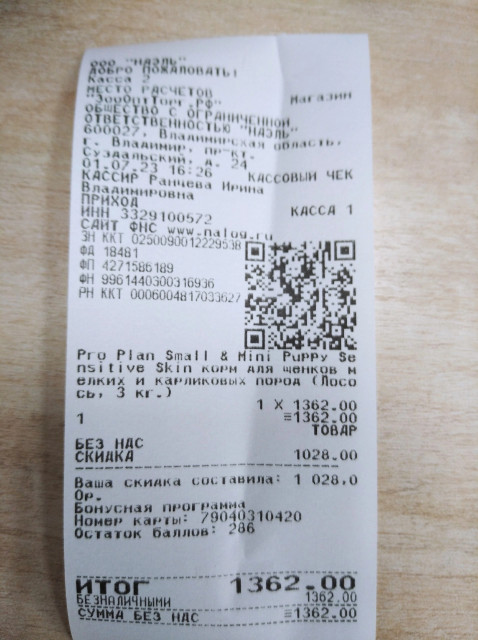 ООО "НАЭЛЬ"
ДОБРО ПОЖАЛОВАТЬ!
Касса 2
МЕСТО РАСЧЕТОВ Магазин
"ЗооОптТорг.РФ"
ОБЩЕСТВО С ОГРАНИЧЕННОЙ
ОТВЕТСТВЕННОСТЬЮ "НАЭЛЬ"
600027, Владимирская область,
г. Владимир, пр-кт.
Суздальский, д. 24
01.07.23 16:26 КАССОВЫЙ ЧЕК
КАССИР Ранчева Ирина
Владимировна
ПРИХОД КАССА 1
ИНН 3329100572
САЙТ ФНС www.nalog.ru
ЗН ККТ 0250090012229538
ФД 18481
ФП 4271586189
ФН 9961440300316936
РН ККТ 0006004817033627
Pro Plan Small & Mini Puppy Se
nsitive Skin корм для щенков м
елких и карликовых пород (Лосо
сь, 3 кг.)
1 X 1362.00
1 ≡1362.00
ТОВАР
БЕЗ НДС
СКИДКА 1028.00
Ваша скидка составила: 1 028,0
0р.
Бонусная программа
Номер карты: 79040310420
Остаток баллов: 286
ИТОГ 1362.00
БЕЗНАЛИЧНЫМИ 1362.00
СУММА БЕЗ НДС ≡1362.00